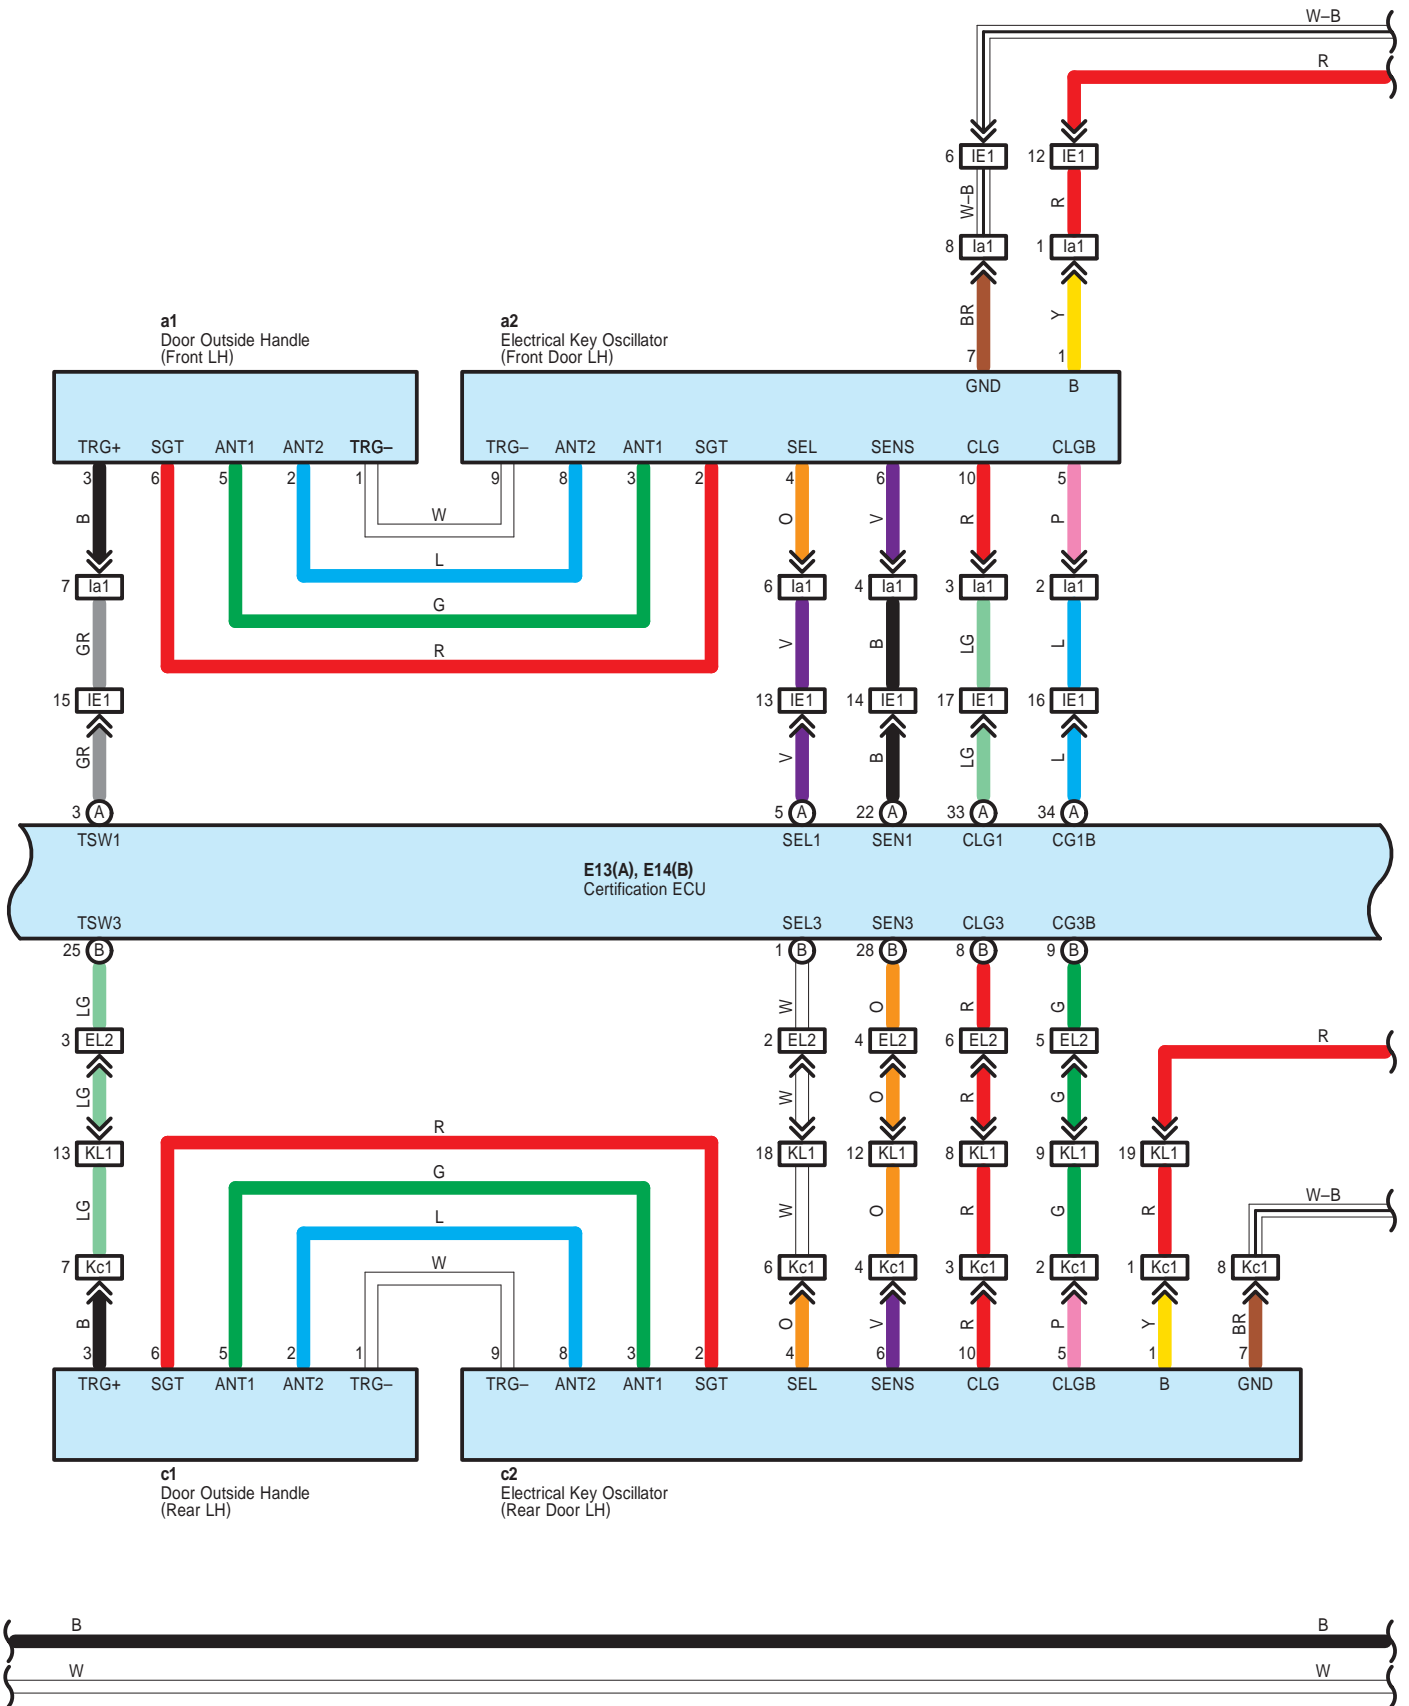 W–B
R
6 IE1 12 IE1
W–B R
8 Ia1 1 Ia1
BR Y
a1
Door Outside Handle
(Front LH)
a2
Electrical Key Oscillator
(Front Door LH)
7 1
GND B
TRG+ SGT ANT1 ANT2 TRG– TRG– ANT2 ANT1 SGT SEL SENS CLG CLGB
3 6 5 2 1 9 8 3 2 4 6 10 5
B W O V R P
L
7 Ia1 6 Ia1 4 Ia1 3 Ia1 2 Ia1
G
GR R V B LG L
15 IE1 13 IE1 14 IE1 17 IE1 16 IE1
GR V B LG L
3 A 5 A 22 A 33 A 34 A
TSW1 SEL1 SEN1 CLG1 CG1B
E13(A), E14(B)
Certification ECU
TSW3 SEL3 SEN3 CLG3 CG3B
25 B 1 B 28 B 8 B 9 B
LG W O R G
3 EL2 2 EL2 4 EL2 6 EL2 5 EL2 R
LG W O R G
R
13 KL1 18 KL1 12 KL1 8 KL1 9 KL1 19 KL1
G
W–B
LG L W O R G R
W
7 Kc1 6 Kc1 4 Kc1 3 Kc1 2 Kc1 1 Kc1 8 Kc1
B O V R P Y BR
3 6 5 2 1 9 8 3 2 4 6 10 5 1 7
TRG+ SGT ANT1 ANT2 TRG– TRG– ANT2 ANT1 SGT SEL SENS CLG CLGB B GND
c1
Door Outside Handle
(Rear LH)
c2
Electrical Key Oscillator
(Rear Door LH)
B B
W W